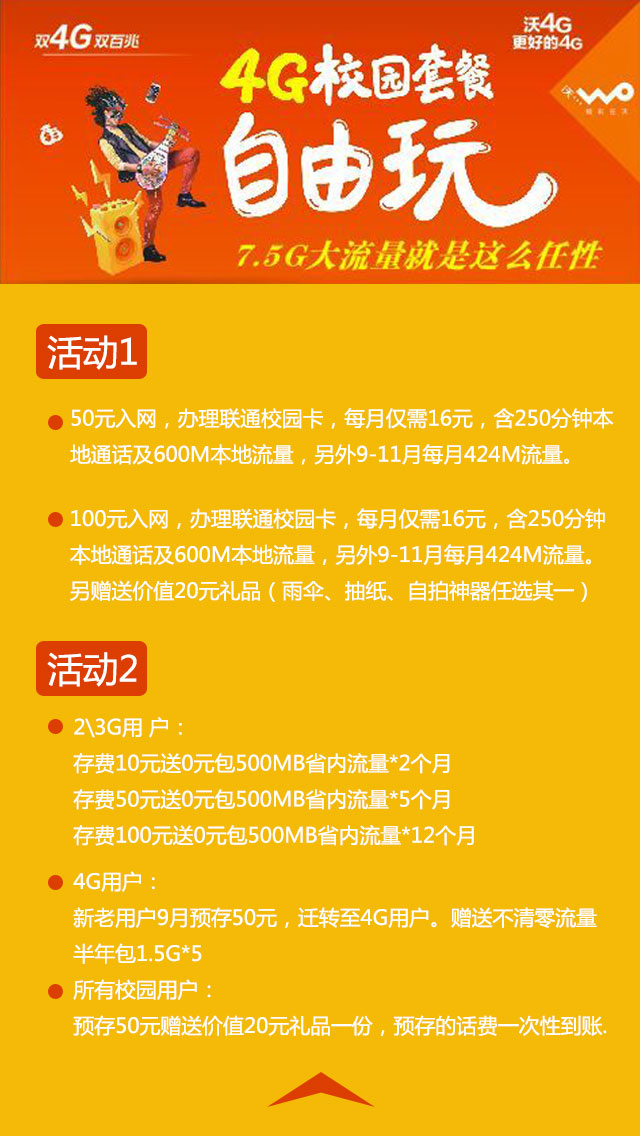 双4G双百兆
沃4G
更好的4G
4G校园套餐
自由玩
沃...
7.5G大流量就是这么任性
活动1
50元入网，办理联通校园卡，每月仅需16元，含250分钟本
地通话及600M本地流量，另外9-11月每月424M流量。
100元入网，办理联通校园卡，每月仅需16元，含250分钟
本地通话及600M本地流量，另外9-11月每月424M流量。
另赠送价值20元礼品（雨伞、抽纸、自拍神器任选其一）
活动2
2\3G用 户：
存费10元送0元包500MB省内流量*2个月
存费50元送0元包500MB省内流量*5个月
存费100元送0元包500MB省内流量*12个月
4G用户：
新老用户9月预存50元，迁转至4G用户。赠送不清零流量
半年包1.5G*5
所有校园用户：
预存50元赠送价值20元礼品一份，预存的话费一次性到账.